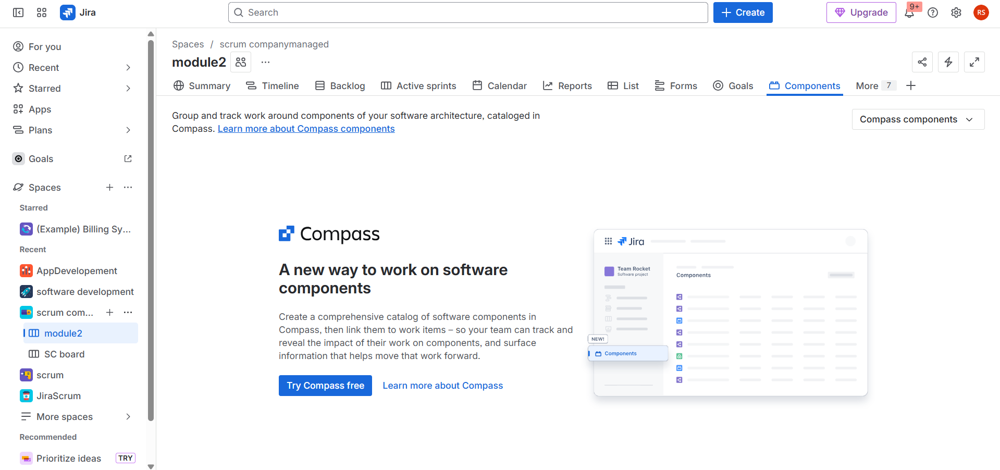 Jira
Search
Create
Upgrade
9+
RS
For you
Recent
Starred
Apps
Plans
Goals
Spaces
Starred
(Example) Billing Sy...
Recent
AppDevelopement
software development
scrum com...
module2
SC board
scrum
JiraScrum
More spaces
Recommended
Prioritize ideas TRY
Spaces / scrum companymanaged
module2
Summary Timeline Backlog Active sprints Calendar Reports List Forms Goals Components More 7
Group and track work around components of your software architecture, cataloged in
Compass. Learn more about Compass components
Compass components
Compass
A new way to work on software
components
Create a comprehensive catalog of software components in
Compass, then link them to work items – so your team can track and
reveal the impact of their work on components, and surface
information that helps move that work forward.
Try Compass free Learn more about Compass
Jira
Team Rocket
Software project
Components
NEW!
Components